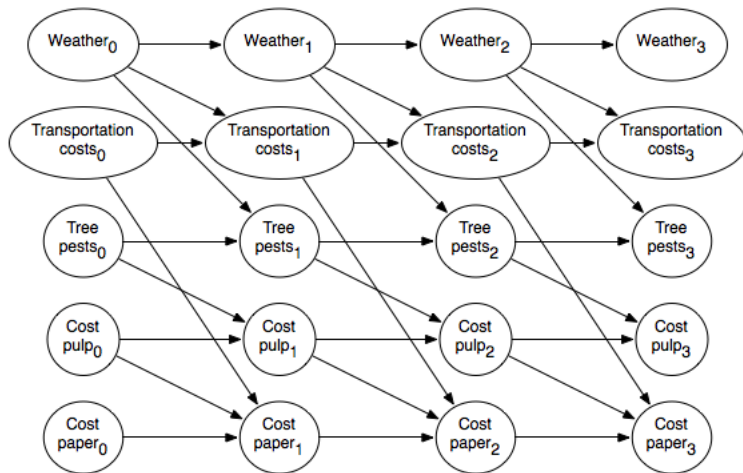 Weather0
Weather1
Weather2
Weather3
Transportation
costs0
Transportation
costs1
Transportation
costs2
Transportation
costs3
Tree
pests0
Tree
pests1
Tree
pests2
Tree
pests3
Cost
pulp0
Cost
pulp1
Cost
pulp2
Cost
pulp3
Cost
paper0
Cost
paper1
Cost
paper2
Cost
paper3